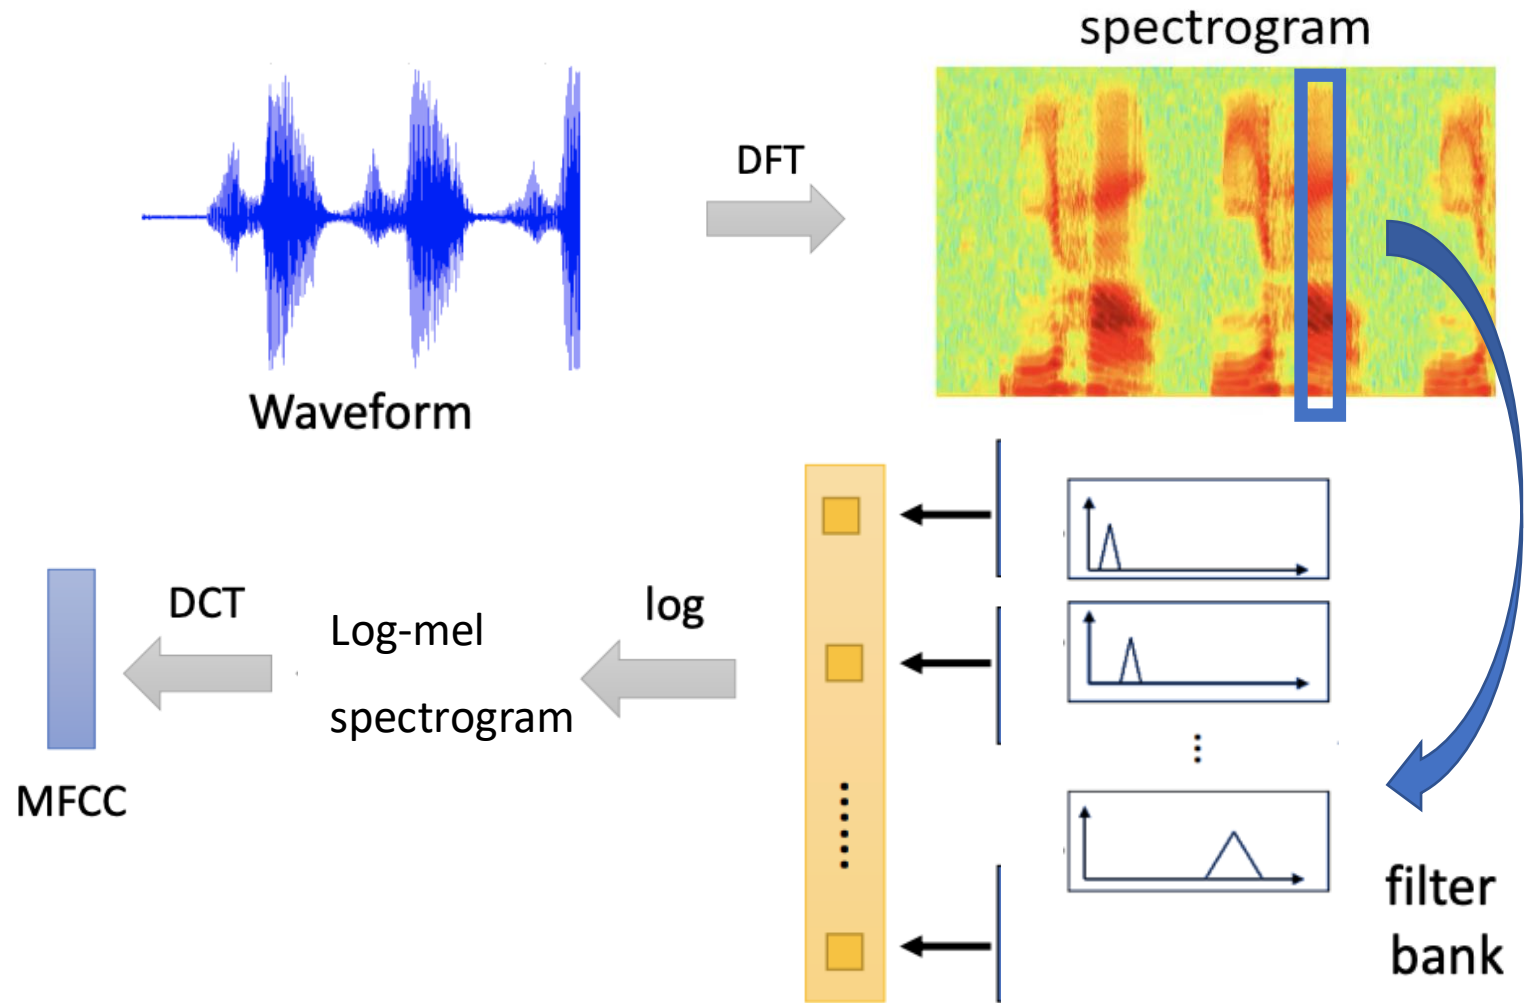 spectrogram
DFT
Waveform
DCT
Log-mel
spectrogram
log
MFCC
filter
bank